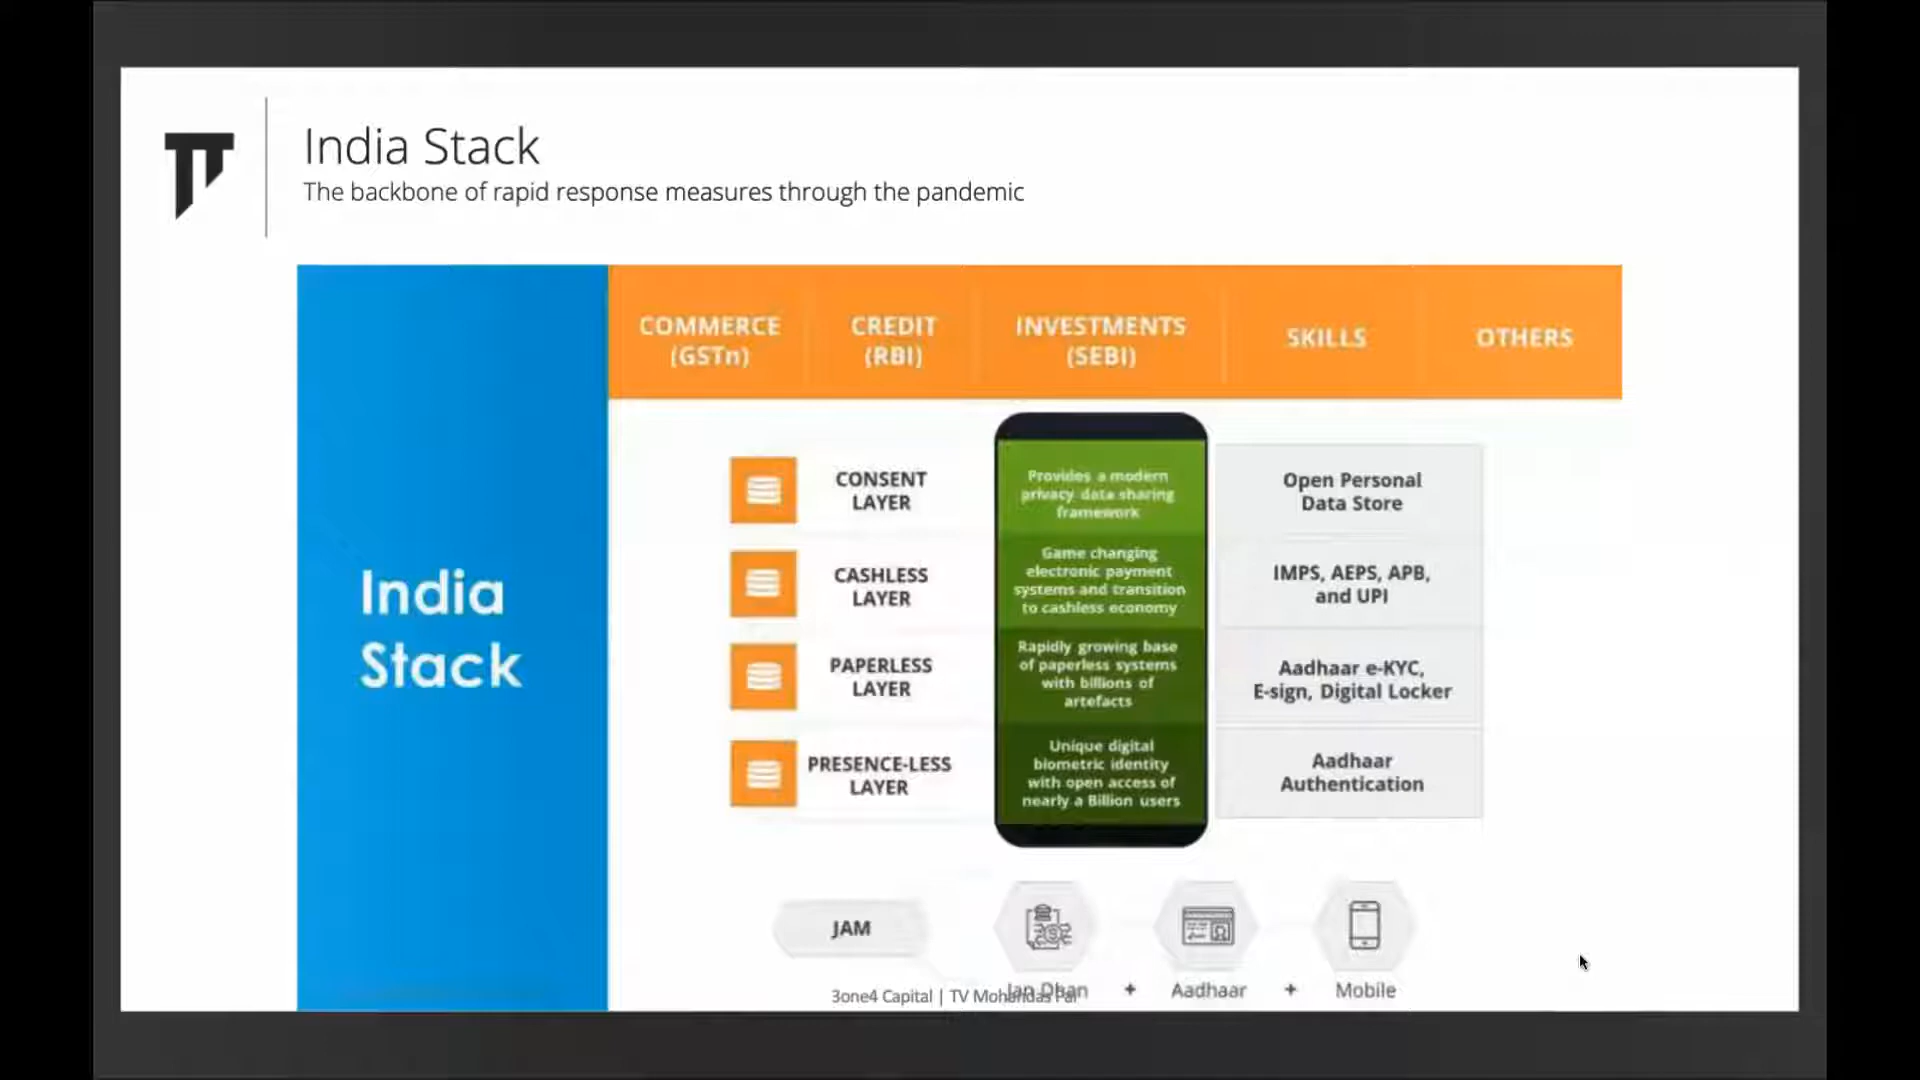 India Stack
The backbone of rapid response measures through the pandemic
COMMERCE
(GSTn)
CREDIT
(RBI)
INVESTMENTS
(SEBI)
SKILLS
OTHERS
India
Stack
CONSENT
LAYER
Provides a modern
privacy data sharing
framework
Open Personal
Data Store
CASHLESS
LAYER
Game changing
electronic payment
systems and transition
to cashless economy
IMPS, AEPS, APB,
and UPI
PAPERLESS
LAYER
Rapidly growing base
of paperless systems
with billions of
artefacts
Aadhaar e-KYC,
E-sign, Digital Locker
PRESENCE-LESS
LAYER
Unique digital
biometric identity
with open access of
nearly a Billion users
Aadhaar
Authentication
JAM
Jan Dhan + Aadhaar + Mobile
3one4 Capital | TV Mohandas Pai